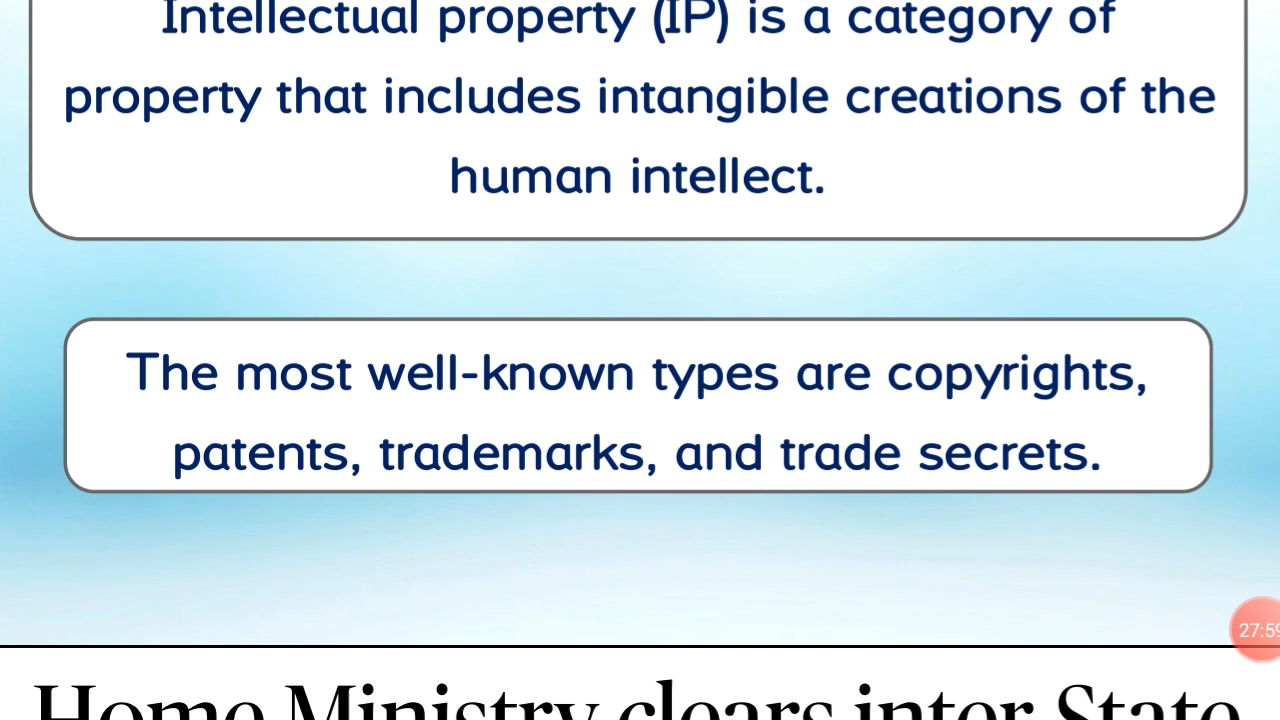 Intellectual property (IP) is a category of
property that includes intangible creations of the
human intellect.
The most well-known types are copyrights,
patents, trademarks, and trade secrets.
27:59
Home Ministry clears inter State